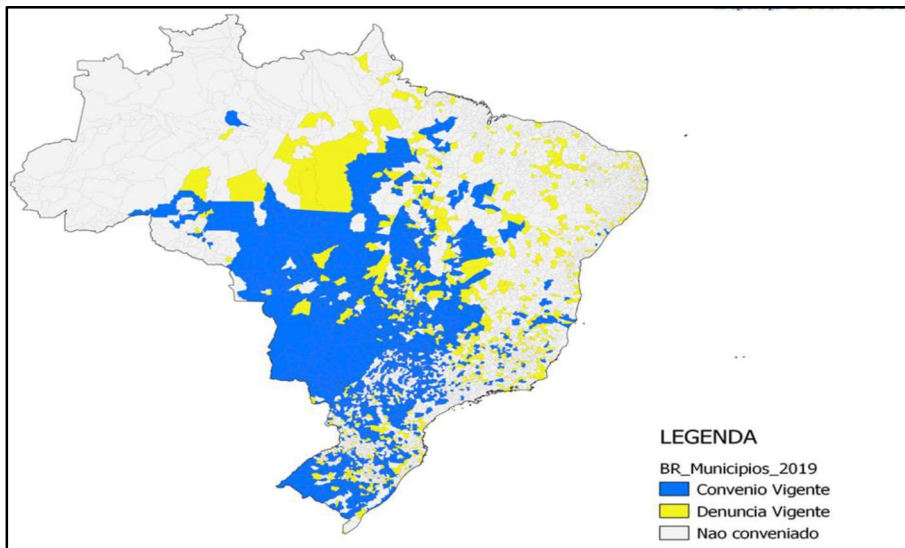 LEGENDA
BR_Municipios_2019
Convenio Vigente
Denuncia Vigente
Nao conveniado